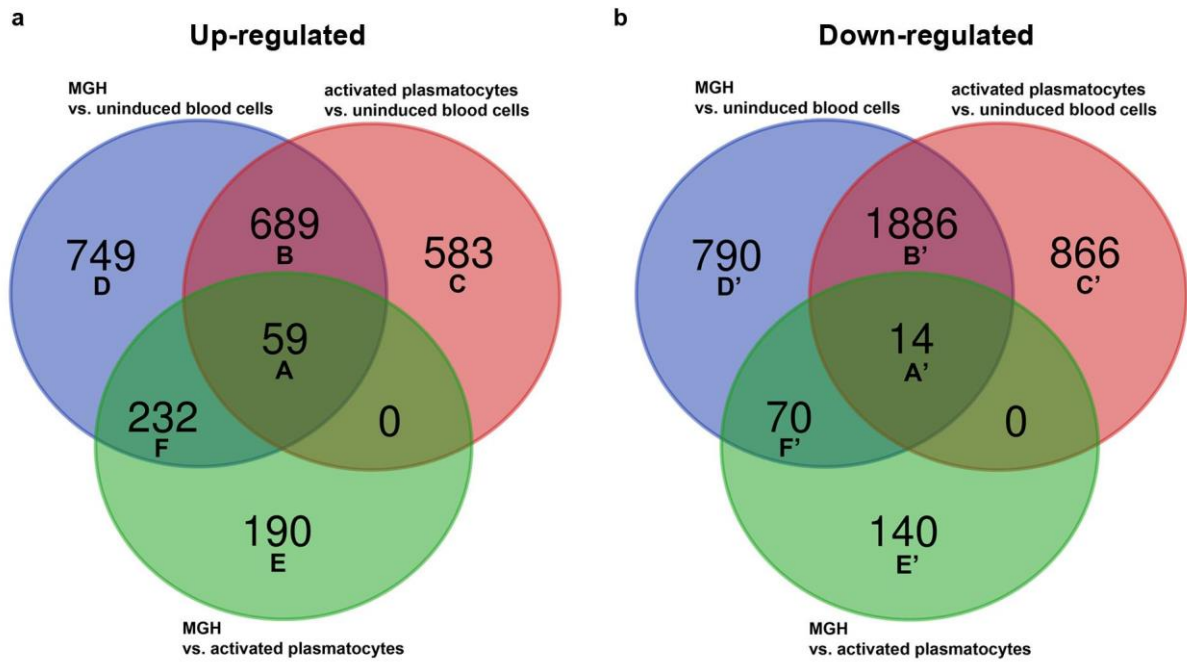 a
Up-regulated
MGH
vs. uninduced blood cells
activated plasmatocytes
vs. uninduced blood cells
749
D
689
B
583
C
59
A
232
F
0
190
E
MGH
vs. activated plasmatocytes
b
Down-regulated
MGH
vs. uninduced blood cells
activated plasmatocytes
vs. uninduced blood cells
790
D’
1886
B’
866
C’
14
A’
70
F’
0
140
E’
MGH
vs. activated plasmatocytes